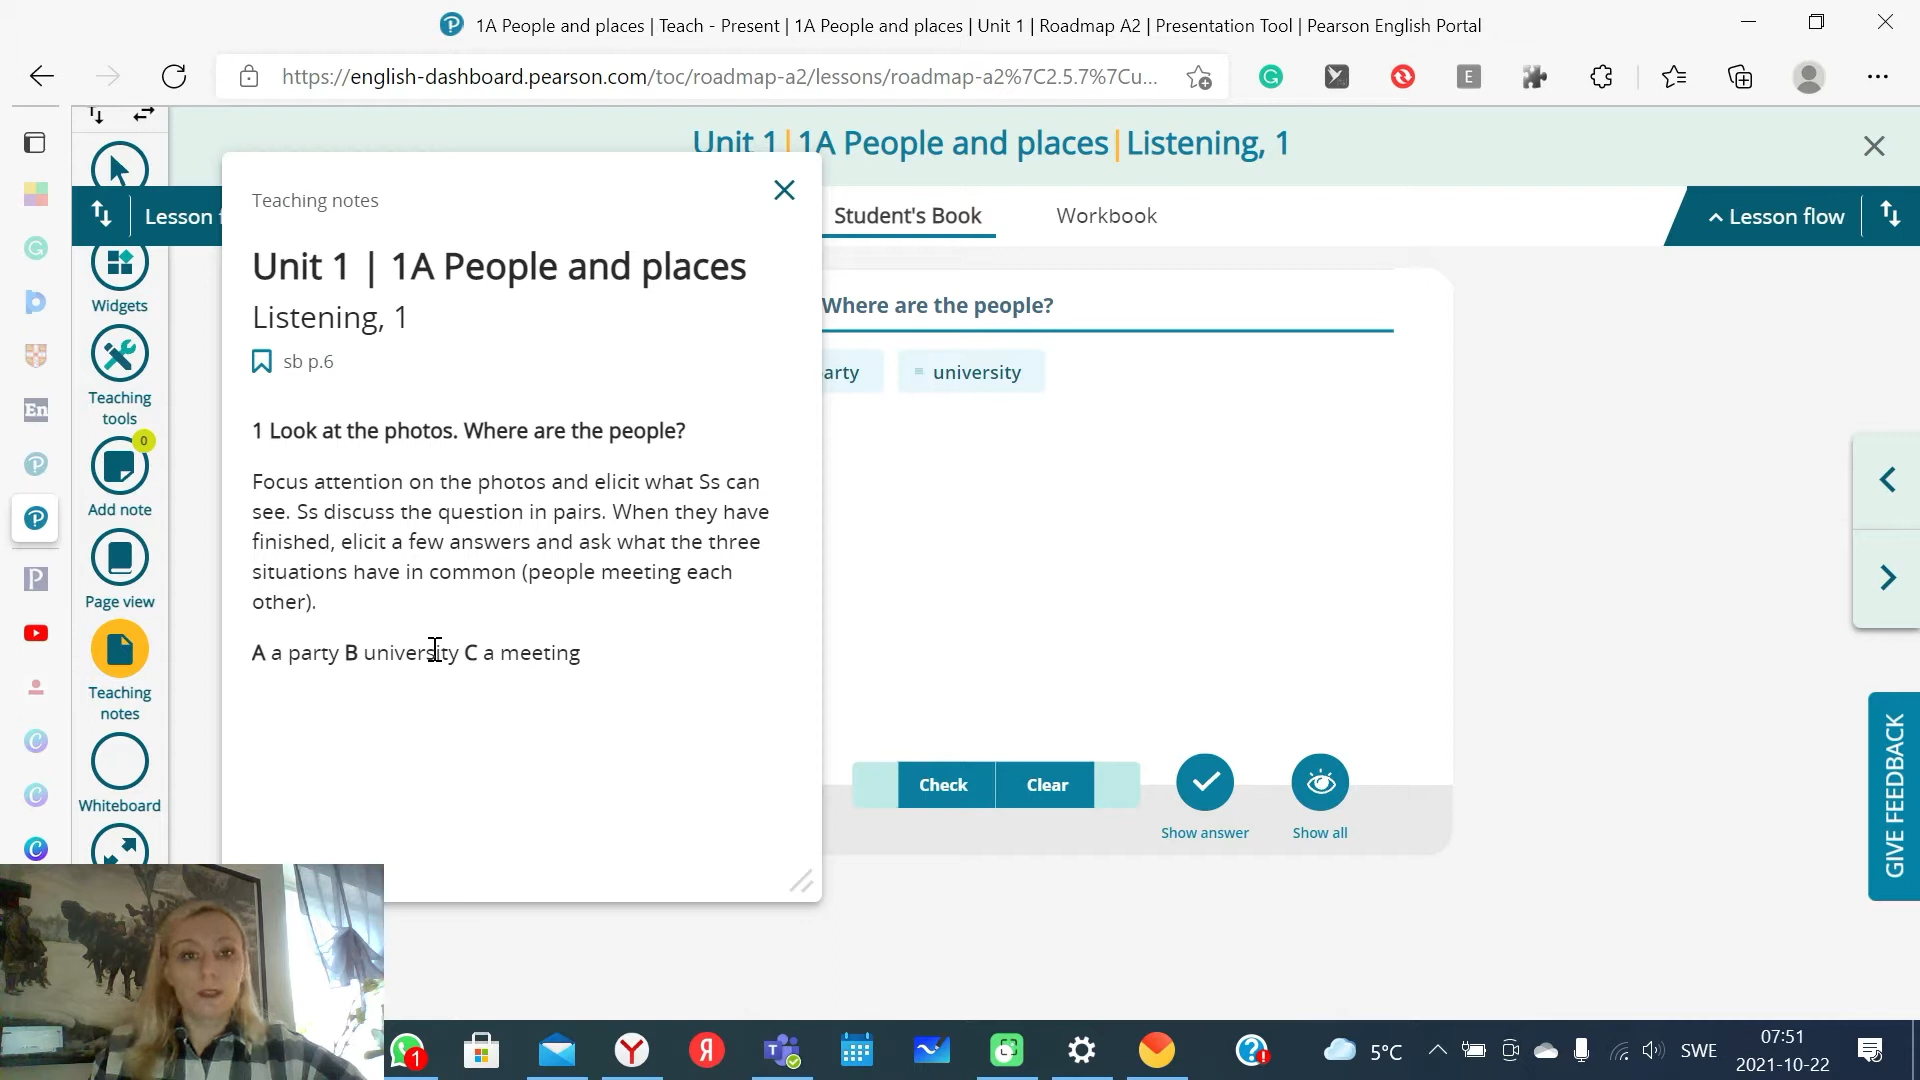 1A People and places | Teach - Present | 1A People and places | Unit 1 | Roadmap A2 | Presentation Tool | Pearson English Portal
https://english-dashboard.pearson.com/toc/roadmap-a2/lessons/roadmap-a2%7C2.5.7%7Cu...
Unit 1|1A People and places|Listening, 1
Lesson f
Student's Book
Workbook
Lesson flow
Teaching notes
Unit 1 | 1A People and places
Listening, 1
sb p.6
1 Look at the photos. Where are the people?
Focus attention on the photos and elicit what Ss can
see. Ss discuss the question in pairs. When they have
finished, elicit a few answers and ask what the three
situations have in common (people meeting each
other).
A a party B university C a meeting
Where are the people?
arty
university
Check
Clear
Show answer
Show all
Widgets
Teaching
tools
0
Add note
Page view
Teaching
notes
Whiteboard
En
GIVE FEEDBACK
1
5°C
SWE
07:51
2021-10-22